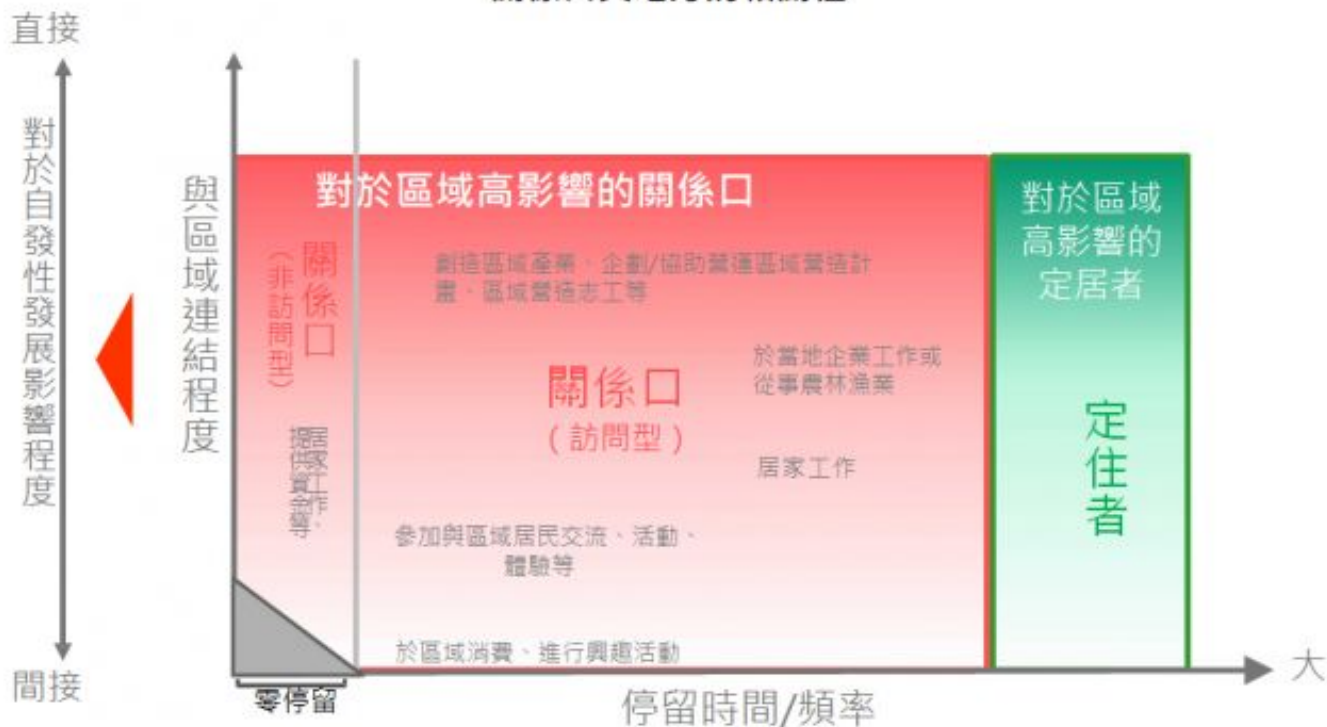 直接
對於自發性發展影響程度
間接
與區域連結程度
對於區域高影響的關係口
關係口
（非訪問型）
居家工作、
提供資金等
創造區域產業、企劃/協助營運區域營造計
畫、區域營造志工等
關係口
（訪問型）
於當地企業工作或
從事農林漁業
居家工作
參加與區域居民交流、活動、
體驗等
於區域消費、進行興趣活動
對於區域
高影響的
定居者
定住者
零停留
停留時間/頻率
大